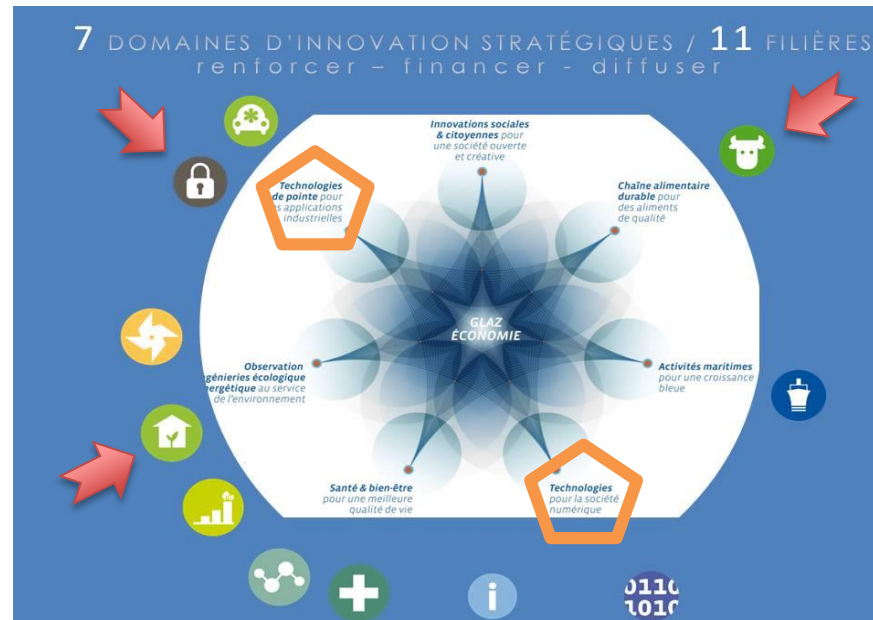 7 DOMAINES D'INNOVATION STRATÉGIQUES / 11 FILIÈRES
renforcer – financer - diffuser
Innovations sociales
& citoyennes pour
une société ouverte
et créative
Technologies
de pointe pour
applications
industrielles
Chaîne alimentaire
durable pour
des aliments
de qualité
GLAZ
ÉCONOMIE
Observation
ngénieries écologique
nergétique au service
de l'environnement
Activités maritimes
pour une croissance
bleue
Santé & bien-être
pour une meilleure
qualité de vie
Technologies
pour la société
numérique
i
0110
1010